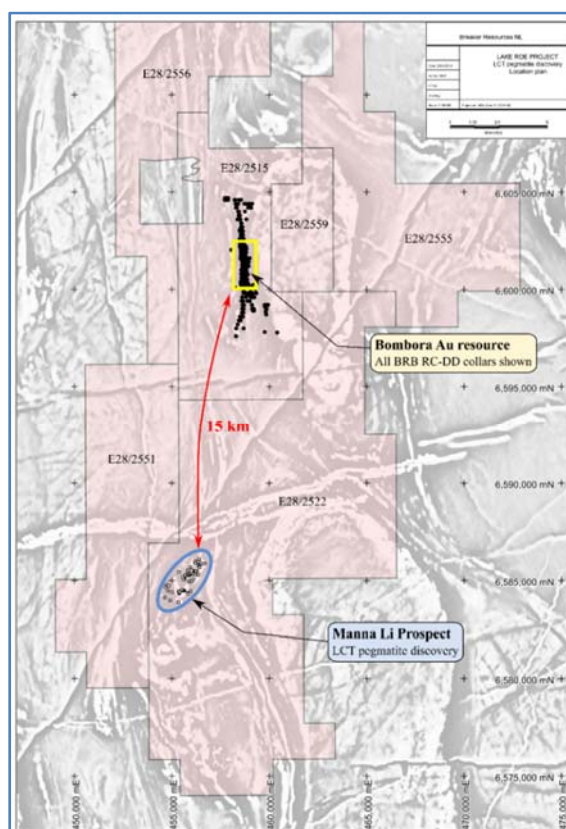 Breaker Resources NL
LAKE ROE PROJECT
LCT pegmatite discovery
Location plan
E28/2556
E28/2515
E28/2559
E28/2555
6,605,000 mN
6,600,000 mN
Bombora Au resource
All BRB RC-DD collars shown
6,595,000 mN
15 km
E28/2551
E28/2522
6,590,000 mN
6,585,000 mN
Manna Li Prospect
LCT pegmatite discovery
6,580,000 mN
6,575,000 mN
450,000 mE
455,000 mE
460,000 mE
465,000 mE
470,000 mE